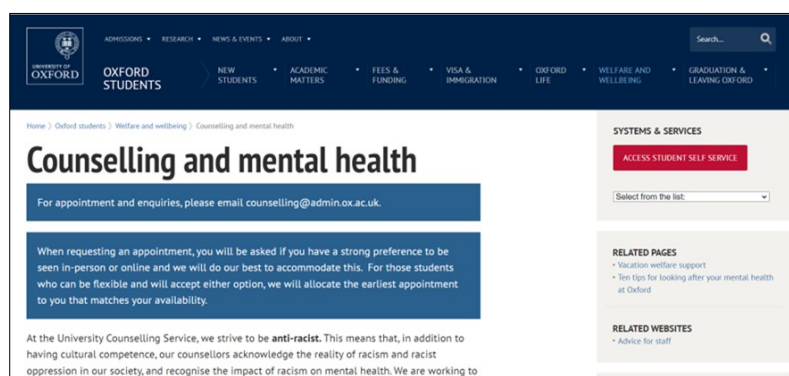 ADMISSIONS RESEARCH NEWS & EVENTS ABOUT
Search...
UNIVERSITY OF
OXFORD
OXFORD
STUDENTS
NEW
STUDENTS
ACADEMIC
MATTERS
FEES &
FUNDING
VISA &
IMMIGRATION
OXFORD
LIFE
WELFARE AND
WELLBEING
GRADUATION &
LEAVING OXFORD
Home > Oxford students > Welfare and wellbeing > Counselling and mental health
Counselling and mental health
For appointment and enquiries, please email counselling@admin.ox.ac.uk.
When requesting an appointment, you will be asked if you have a strong preference to be
seen in-person or online and we will do our best to accommodate this. For those students
who can be flexible and will accept either option, we will allocate the earliest appointment
to you that matches your availability.
At the University Counselling Service, we strive to be anti-racist. This means that, in addition to
having cultural competence, our counsellors acknowledge the reality of racism and racist
oppression in our society, and recognise the impact of racism on mental health. We are working to
SYSTEMS & SERVICES
ACCESS STUDENT SELF SERVICE
Select from the list:
RELATED PAGES
• Vacation welfare support
• Ten tips for looking after your mental health
at Oxford
RELATED WEBSITES
• Advice for staff